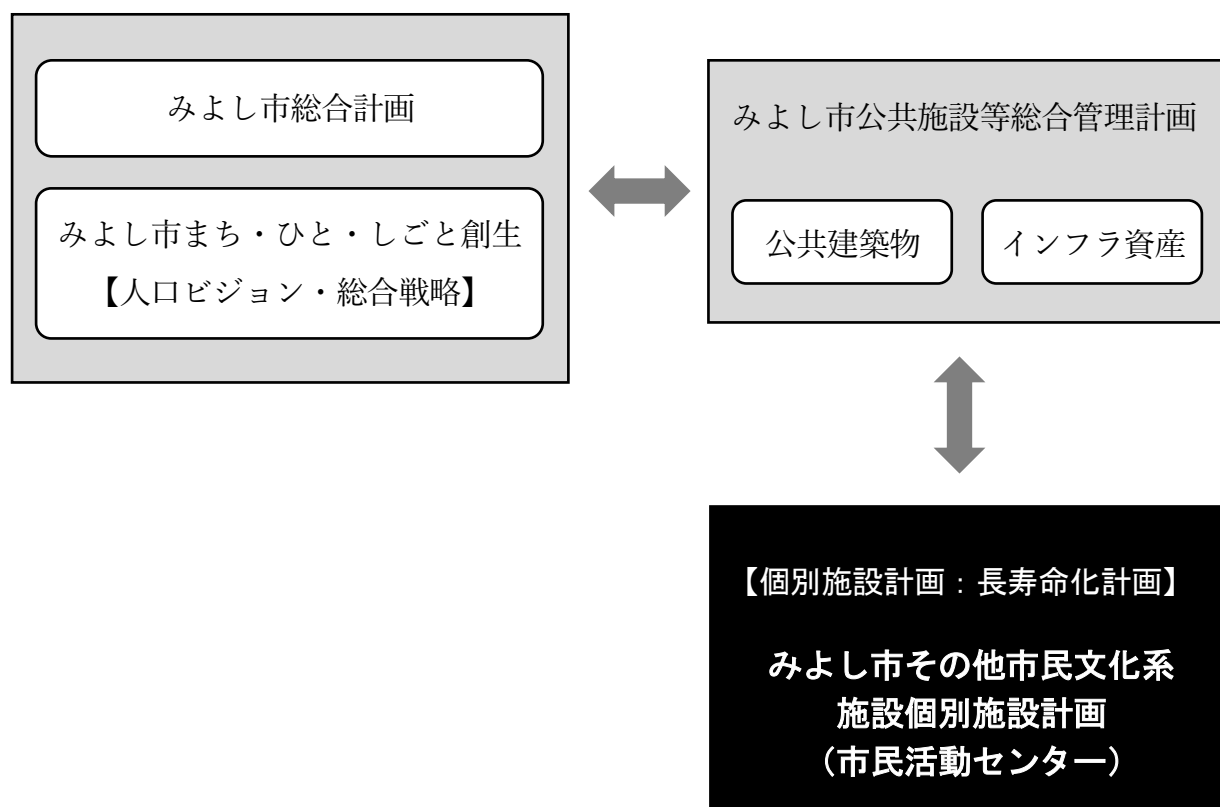 みよし市総合計画
みよし市まち・ひと・しごと創生
【人口ビジョン・総合戦略】
みよし市公共施設等総合管理計画
公共建築物
インフラ資産
【個別施設計画：長寿命化計画】
みよし市その他市民文化系
施設個別施設計画
（市民活動センター）